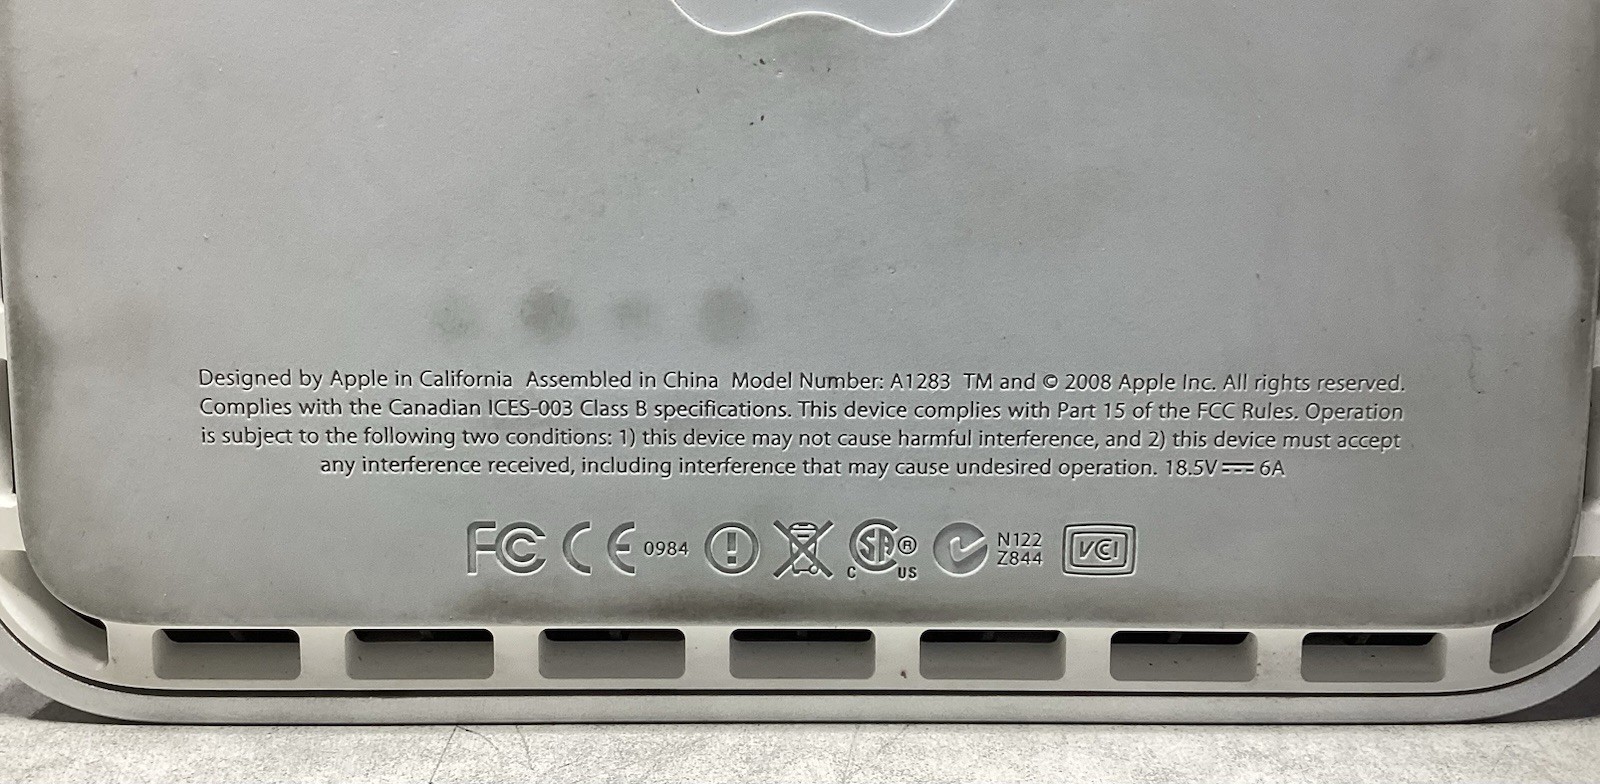 Designed by Apple in California Assembled in China Model Number: A1283 TM and © 2008 Apple Inc. All rights reserved.
Complies with the Canadian ICES-003 Class B specifications. This device complies with Part 15 of the FCC Rules. Operation
is subject to the following two conditions: 1) this device may not cause harmful interference, and 2) this device must accept
any interference received, including interference that may cause undesired operation. 18.5V⎓6A
FC CE 0984 ! SA® C US N122 VCI
Z844